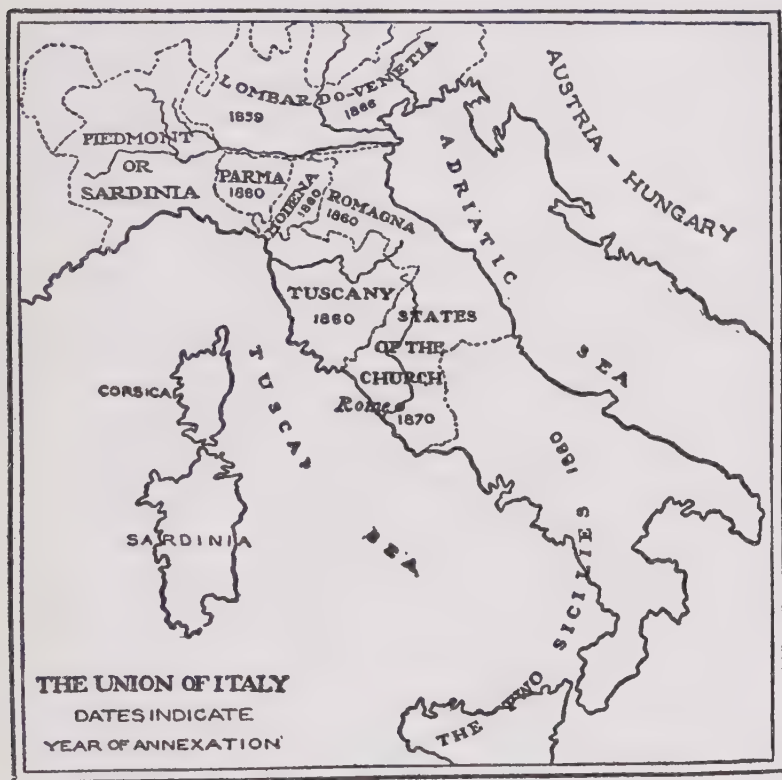 LOMBARDO-VENETIA
1859
1866
AUSTRIA-HUNGARY
PIEDMONT
OR
SARDINIA
PARMA
1860
MODENA
1860
ROMAGNA
1860
ADRIATIC
SEA
TUSCANY
1860
STATES
OF THE
CHURCH
Rome
1870
CORSICA
TUSCAN
SEA
SARDINIA
1860
THE TWO SICILIES
THE UNION OF ITALY
DATES INDICATE
YEAR OF ANNEXATION